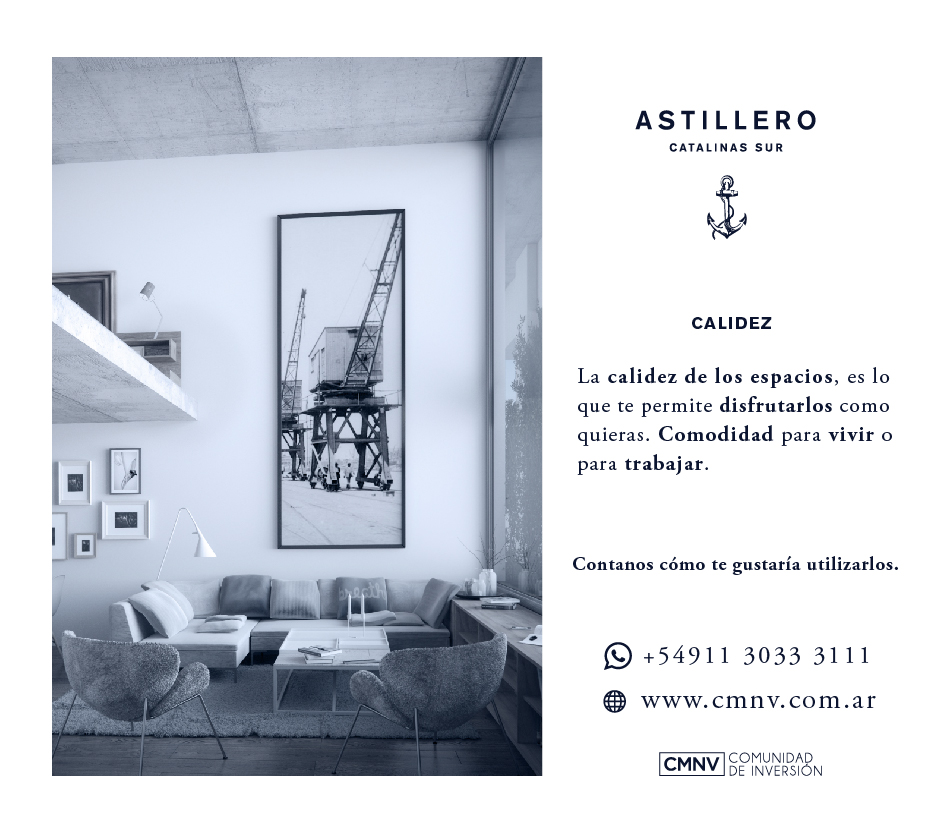 ASTILLERO
CATALINAS SUR
CALIDEZ
La calidez de los espacios, es lo
que te permite disfrutarlos como
quieras. Comodidad para vivir o
para trabajar.
Contanos cómo te gustaría utilizarlos.
+54911 3033 3111
www.cmnv.com.ar
CMNV COMUNIDAD
DE INVERSIÓN